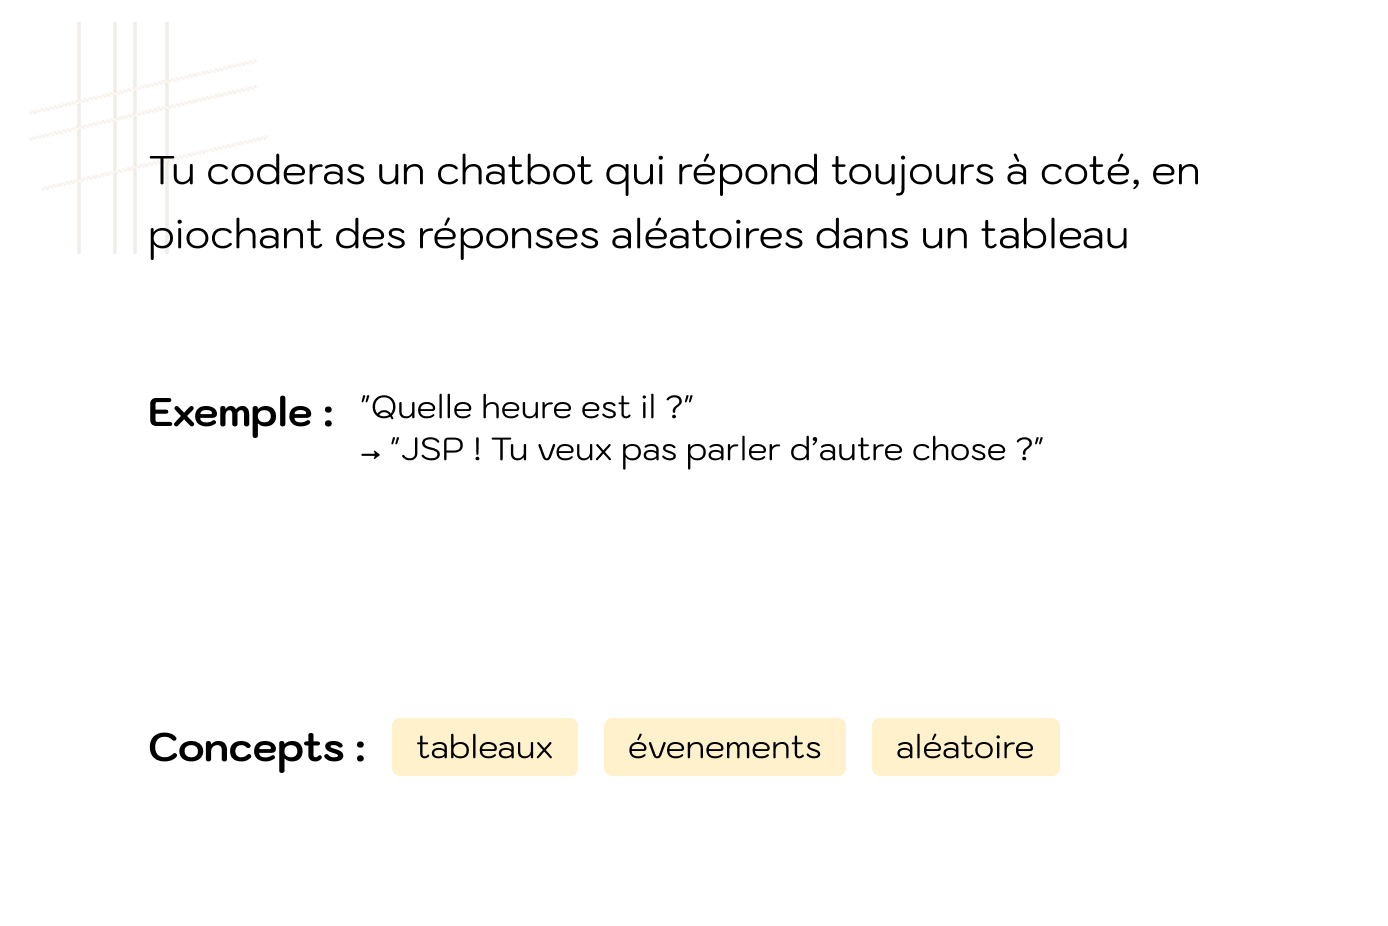 Tu coderas un chatbot qui répond toujours à coté, en
piochant des réponses aléatoires dans un tableau
Exemple : "Quelle heure est il ?"
→ "JSP ! Tu veux pas parler d’autre chose ?"
Concepts : tableaux évenements aléatoire